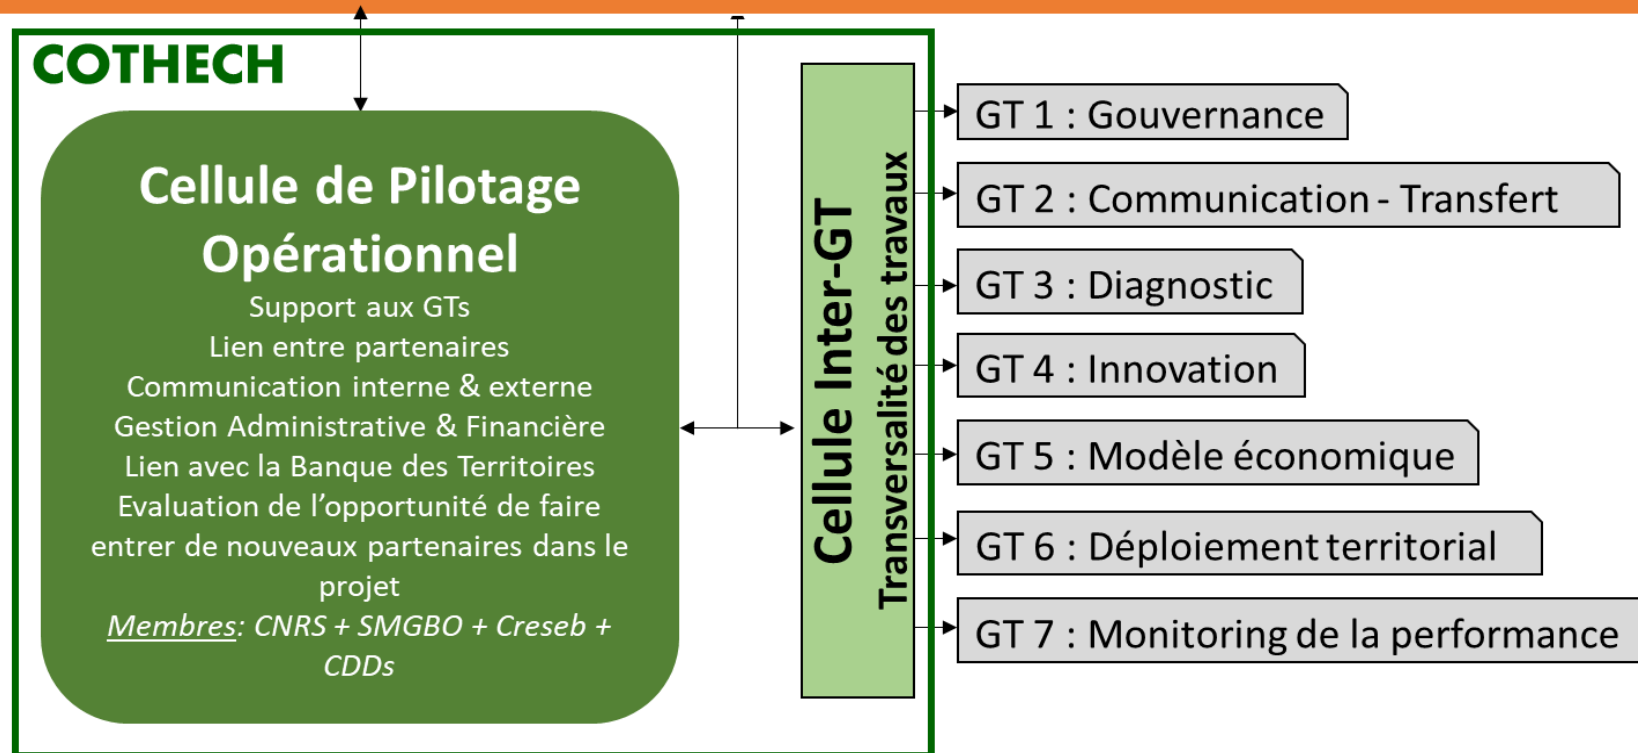 COTHECH
Cellule de Pilotage
Opérationnel
Support aux GTs
Lien entre partenaires
Communication interne & externe
Gestion Administrative & Financière
Lien avec la Banque des Territoires
Evaluation de l’opportunité de faire
entrer de nouveaux partenaires dans le
projet
Membres: CNRS + SMGBO + Creseb +
CDDs
Cellule Inter-GT
Transversalité des travaux
GT 1 : Gouvernance
GT 2 : Communication - Transfert
GT 3 : Diagnostic
GT 4 : Innovation
GT 5 : Modèle économique
GT 6 : Déploiement territorial
GT 7 : Monitoring de la performance